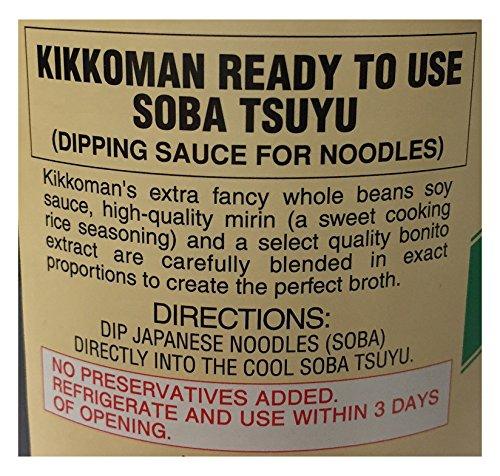 KIKKOMAN READY TO USE
SOBA TSUYU
(DIPPING SAUCE FOR NOODLES)
Kikkoman's extra fancy whole beans soy
sauce, high-quality mirin (a sweet cooking
rice seasoning) and a select quality bonito
extract are carefully blended in exact
proportions to create the perfect broth.
DIRECTIONS:
DIP JAPANESE NOODLES (SOBA)
DIRECTLY INTO THE COOL SOBA TSUYU.
NO PRESERVATIVES ADDED.
REFRIGERATE AND USE WITHIN 3 DAYS
OF OPENING.